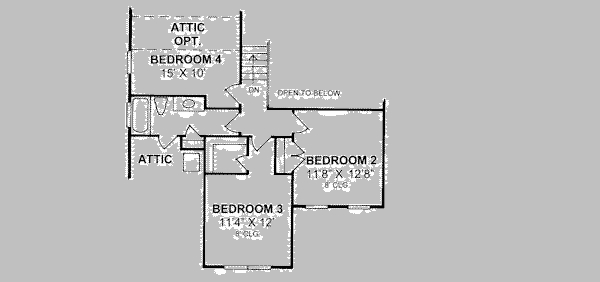 ATTIC
OPT.
BEDROOM 4
15' X 10'
DN
OPEN TO BELOW
ATTIC
BEDROOM 2
11'8" X 12'8"
8' CLG.
BEDROOM 3
11'4" X 12'
8' CLG.